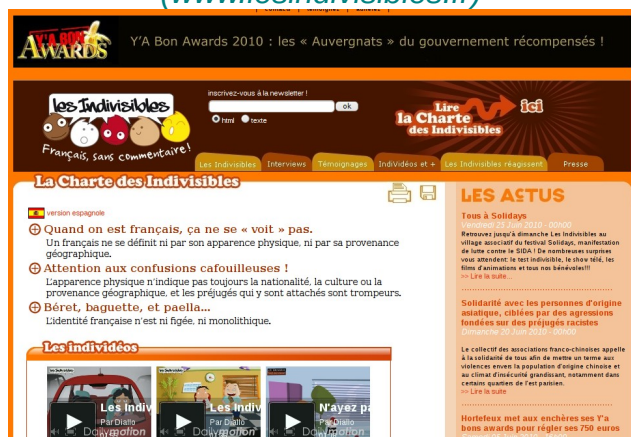 (www.lesindivisibles.fr)
Y'A BON AWARDS
Y'A Bon Awards 2010 : les « Auvergnats » du gouvernement récompensés !
les Indivisibles
Français, sans commentaire !
inscrivez-vous à la newsletter !
ok
html texte
Lire la Charte des Indivisibles ici
Les Indivisibles Interviews Témoignages IndiVidéos et + Les Indivisibles réagissent Presse
La Charte des Indivisibles
version espagnole
Quand on est français, ça ne se « voit » pas.
Un français ne se définit ni par son apparence physique, ni par sa provenance
géographique.
Attention aux confusions cafouilleuses !
L'apparence physique n'indique pas toujours la nationalité, la culture ou la
provenance géographique, et les préjugés qui y sont attachés sont trompeurs.
Béret, baguette, et paella...
L'identité française n'est ni figée, ni monolithique.
Les individéos
Les Indiv
Par Diallo
Les Indiv
Par Diallo
N'ayez pa
Par Diallo
Dailymotion
LES ACTUS
Tous à Solidays
Vendredi 25 Juin 2010 - 00h00
Retrouvez jusqu'à dimanche Les Indivisibles au
village associatif du festival Solidays, manifestation
de lutte contre le SIDA ! De nombreuses surprises
vous attendent: le test indivisible, le show télé, les
films d'animations et tous nos bénévoles!!!
>> Lire la suite...
Solidarité avec les personnes d'origine
asiatique, ciblées par des agressions
fondées sur des préjugés racistes
Dimanche 20 Juin 2010 - 00h00
Le collectif des associations franco-chinoises appelle
à la solidarité de tous afin de mettre un terme aux
violences envers la population d'origine chinoise et
au climat d'insécurité grandissant, notamment dans
certains quartiers de l'est parisien.
>> Lire la suite
Hortefeux met aux enchères ses Y'a
bons awards pour régler ses 750 euros